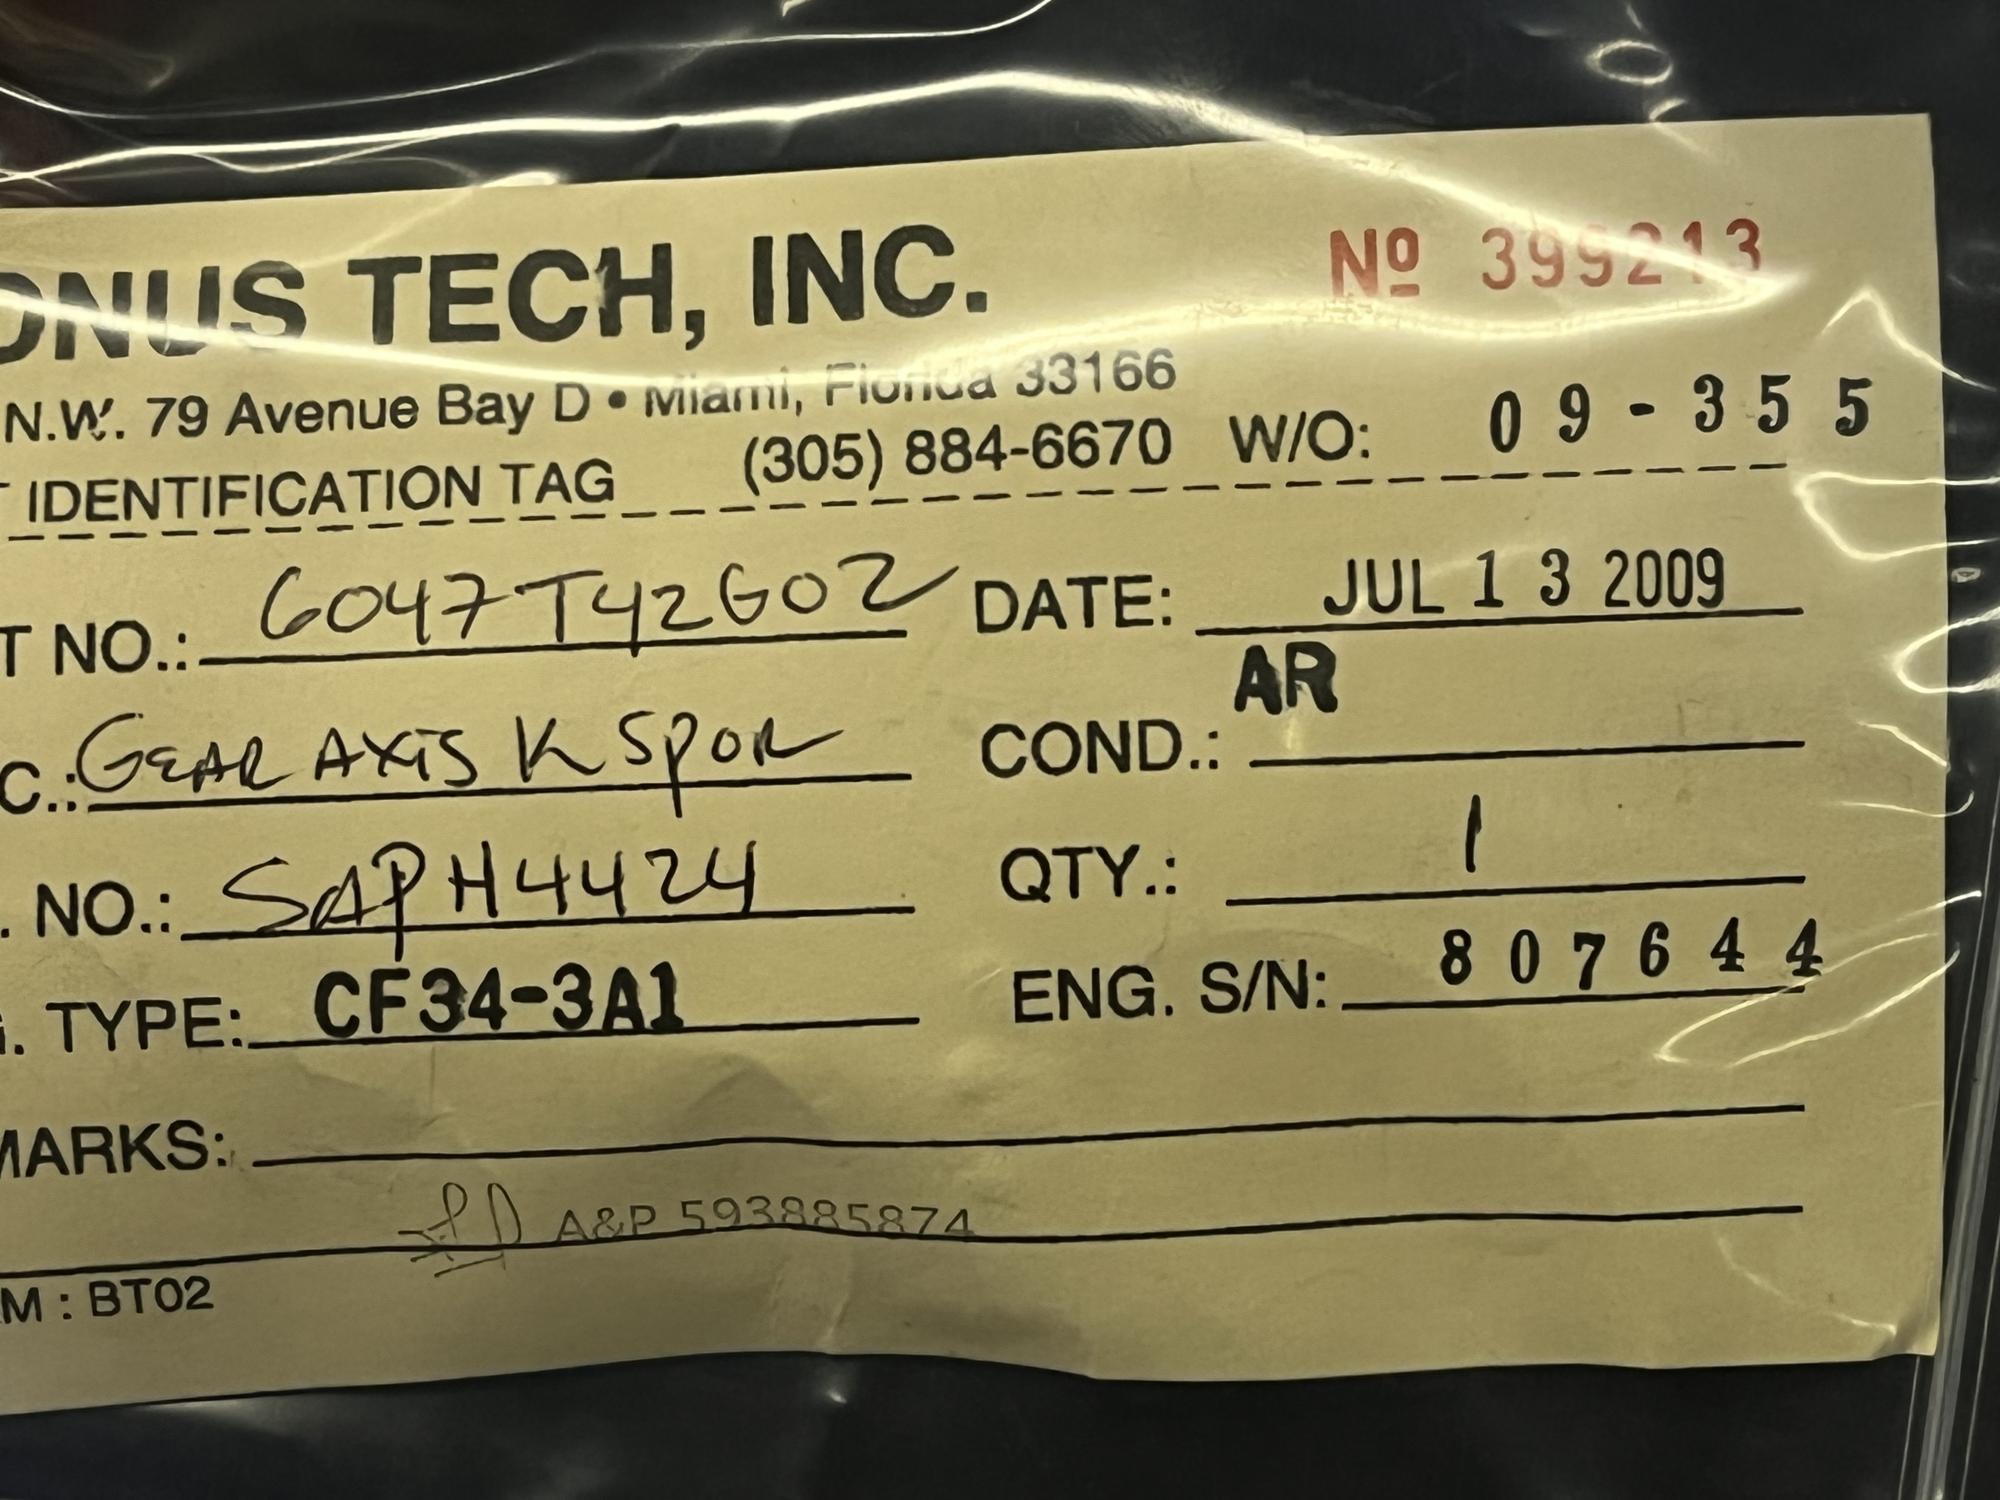 ONUS TECH, INC.
Nº 399213
N.W. 79 Avenue Bay D • Miami, Florida 33166
IDENTIFICATION TAG (305) 884-6670 W/O: 09-355
T NO.: 6047T42G02 DATE: JUL 13 2009
C.: GEAR AXIS K SPUR COND.: AR
. NO.: SAPH4424 QTY.: 1
. TYPE: CF34-3A1 ENG. S/N: 807644
MARKS:
A&P 593885874
M : BT02